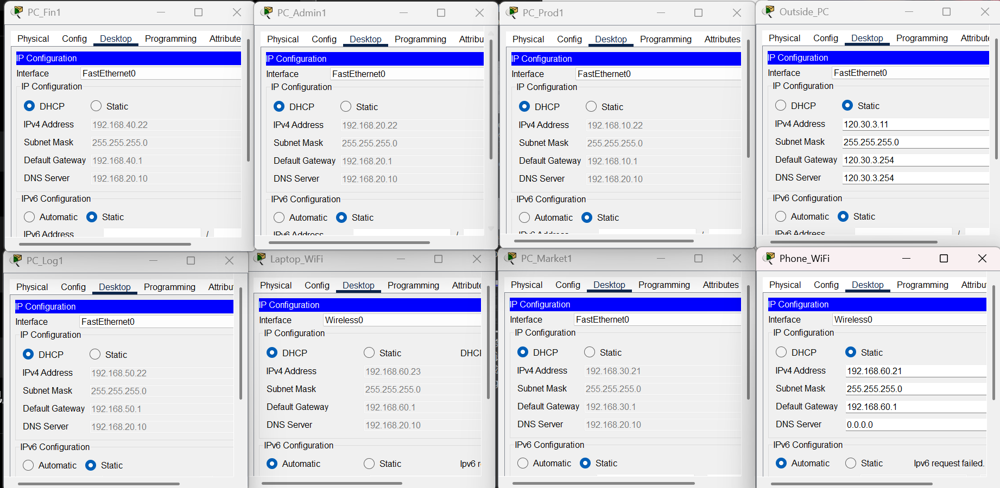 PC_Fin1
Physical Config Desktop Programming Attribute
IP Configuration
Interface FastEthernet0
IP Configuration
DHCP Static
IPv4 Address 192.168.40.22
Subnet Mask 255.255.255.0
Default Gateway 192.168.40.1
DNS Server 192.168.20.10
IPv6 Configuration
Automatic Static
IPv6 Address /
PC_Admin1
Physical Config Desktop Programming Attribu
IP Configuration
Interface FastEthernet0
IP Configuration
DHCP Static
IPv4 Address 192.168.20.22
Subnet Mask 255.255.255.0
Default Gateway 192.168.20.1
DNS Server 192.168.20.10
IPv6 Configuration
Automatic Static
IPv6 Address /
PC_Prod1
Physical Config Desktop Programming Attributes
IP Configuration
Interface FastEthernet0
IP Configuration
DHCP Static
IPv4 Address 192.168.10.22
Subnet Mask 255.255.255.0
Default Gateway 192.168.10.1
DNS Server 192.168.20.10
IPv6 Configuration
Automatic Static
IPv6 Address /
Outside_PC
Physical Config Desktop Programming Attribute
IP Configuration
Interface FastEthernet0
IP Configuration
DHCP Static
IPv4 Address 120.30.3.11
Subnet Mask 255.255.255.0
Default Gateway 120.30.3.254
DNS Server 120.30.3.254
IPv6 Configuration
Automatic Static
IPv6 Address /
PC_Log1
Physical Config Desktop Programming Attribut
IP Configuration
Interface FastEthernet0
IP Configuration
DHCP Static
IPv4 Address 192.168.50.22
Subnet Mask 255.255.255.0
Default Gateway 192.168.50.1
DNS Server 192.168.20.10
IPv6 Configuration
Automatic Static
Laptop_WiFi
Physical Config Desktop Programming Attribute
IP Configuration
Interface Wireless0
IP Configuration
DHCP Static DHCI
IPv4 Address 192.168.60.23
Subnet Mask 255.255.255.0
Default Gateway 192.168.60.1
DNS Server 192.168.20.10
IPv6 Configuration
Automatic Static Ipv6 r
PC_Market1
Physical Config Desktop Programming Attributes
IP Configuration
Interface FastEthernet0
IP Configuration
DHCP Static
IPv4 Address 192.168.30.21
Subnet Mask 255.255.255.0
Default Gateway 192.168.30.1
DNS Server 192.168.20.10
IPv6 Configuration
Automatic Static
Phone_WiFi
Physical Config Desktop Programming Attribu
IP Configuration
Interface Wireless0
IP Configuration
DHCP Static
IPv4 Address 192.168.60.21
Subnet Mask 255.255.255.0
Default Gateway 192.168.60.1
DNS Server 0.0.0.0
IPv6 Configuration
Automatic Static Ipv6 request failed.